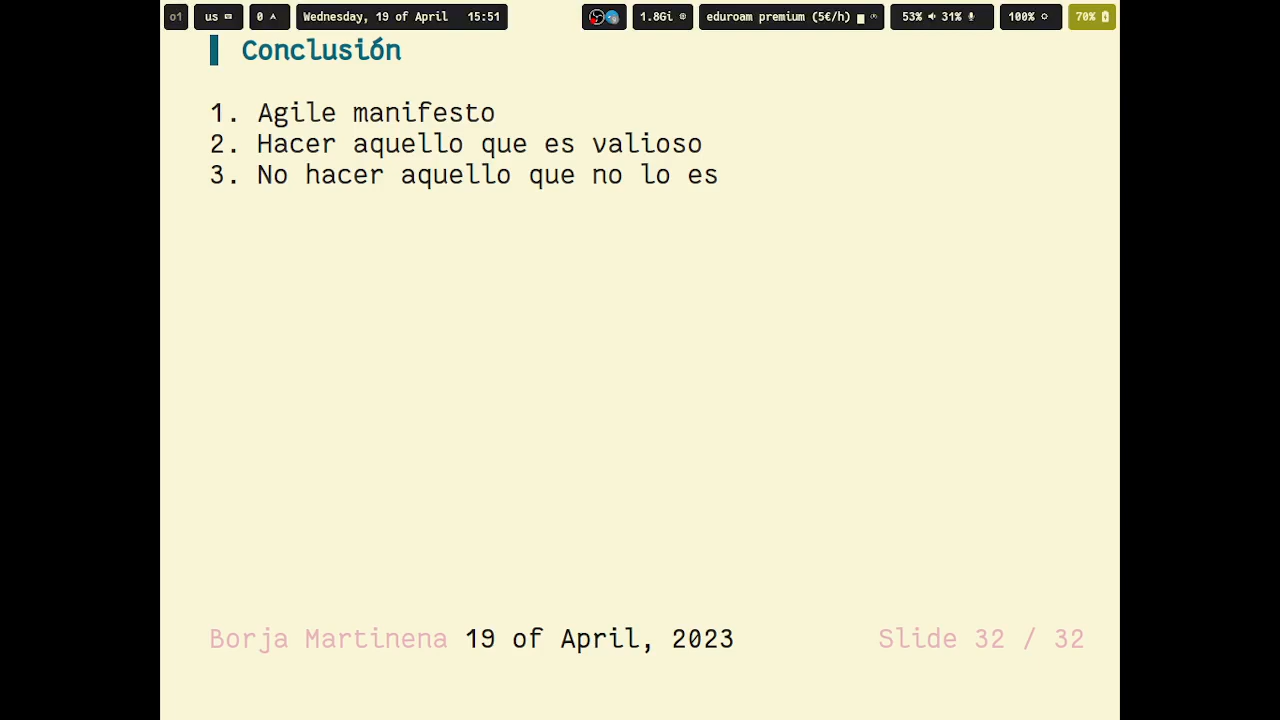 01 us 0 Wednesday, 19 of April 15:51 1.8Gi eduroam premium (5€/h) 53% 31% 100% 70%
Conclusión
1. Agile manifesto
2. Hacer aquello que es valioso
3. No hacer aquello que no lo es
Borja Martinena 19 of April, 2023 Slide 32 / 32